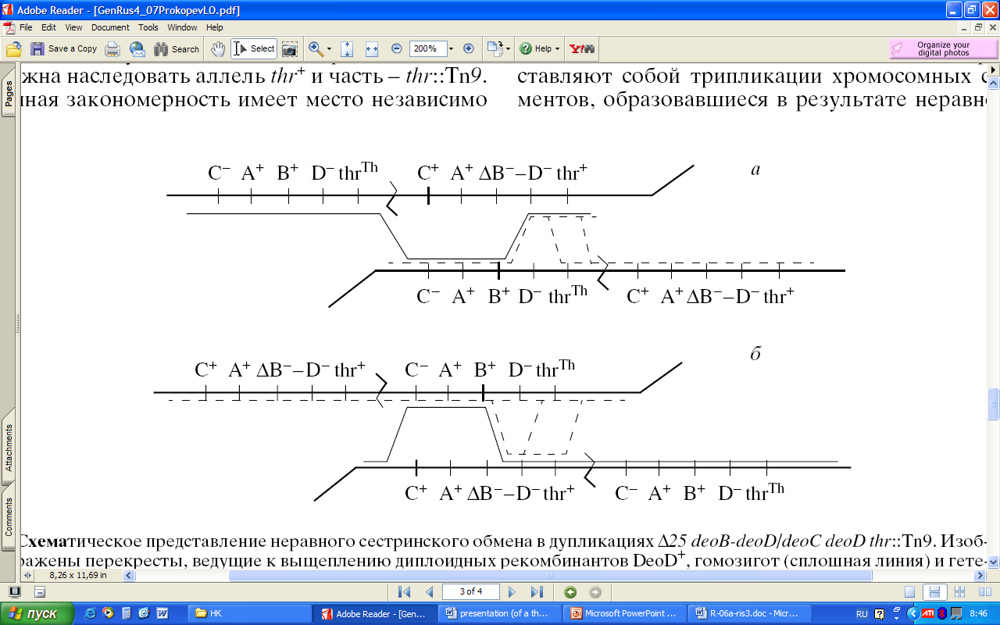 Adobe Reader - [GenRus4_07ProkopevLO.pdf]
File Edit View Document Tools Window Help
Save a Copy Search Select 200% Help Y! Organize your digital photos
Pages
жна наследовать аллель thr⁺ и часть – thr::Tn9.
ная закономерность имеет место независимо
ставляют собой трипликации хромосомных с
ментов, образовавшиеся в результате неравн
C⁻ A⁺ B⁺ D⁻ thrᵀʰ C⁺ A⁺ ΔB⁻–D⁻ thr⁺ а
C⁻ A⁺ B⁺ D⁻ thrᵀʰ C⁺ A⁺ ΔB⁻–D⁻ thr⁺
C⁺ A⁺ ΔB⁻–D⁻ thr⁺ C⁻ A⁺ B⁺ D⁻ thrᵀʰ б
C⁺ A⁺ ΔB⁻–D⁻ thr⁺ C⁻ A⁺ B⁺ D⁻ thrᵀʰ
Attachments
Comments
Схематическое представление неравного сестринского обмена в дупликациях Δ25 deoB-deoD/deoC deoD thr::Tn9. Изоб-
ражены перекресты, ведущие к выщеплению диплоидных рекомбинантов DeoD⁺, гомозигот (сплошная линия) и гете-
8,26 x 11,69 in
3 of 4
пуск НК Adobe Reader - [Gen... presentation (of a th... Microsoft PowerPoint ... R-06a-ris3.doc - Micr... RU ATI 8:46